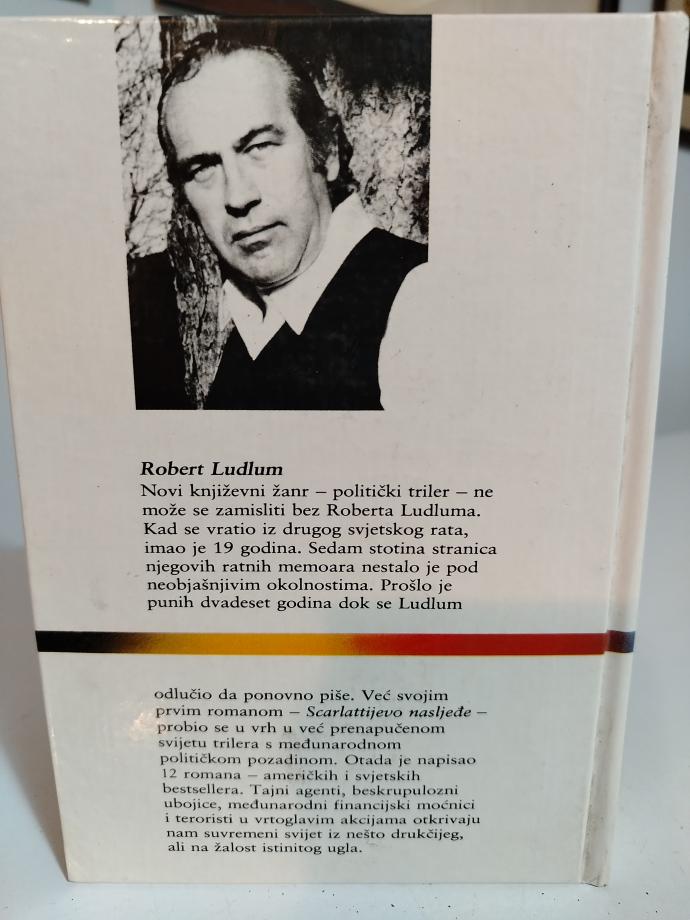 Robert Ludlum
Novi književni žanr – politički triler – ne
može se zamisliti bez Roberta Ludluma.
Kad se vratio iz drugog svjetskog rata,
imao je 19 godina. Sedam stotina stranica
njegovih ratnih memoara nestalo je pod
neobjašnjivim okolnostima. Prošlo je
punih dvadeset godina dok se Ludlum
odlučio da ponovno piše. Već svojim
prvim romanom – Scarlattijevo nasljeđe –
probio se u vrh u već prenapučenom
svijetu trilera s međunarodnom
političkom pozadinom. Otada je napisao
12 romana – američkih i svjetskih
bestsellera. Tajni agenti, beskrupulozni
ubojice, međunarodni financijski moćnici
i teroristi u vrtoglavim akcijama otkrivaju
nam suvremeni svijet iz nešto drukčijeg,
ali na žalost istinitog ugla.